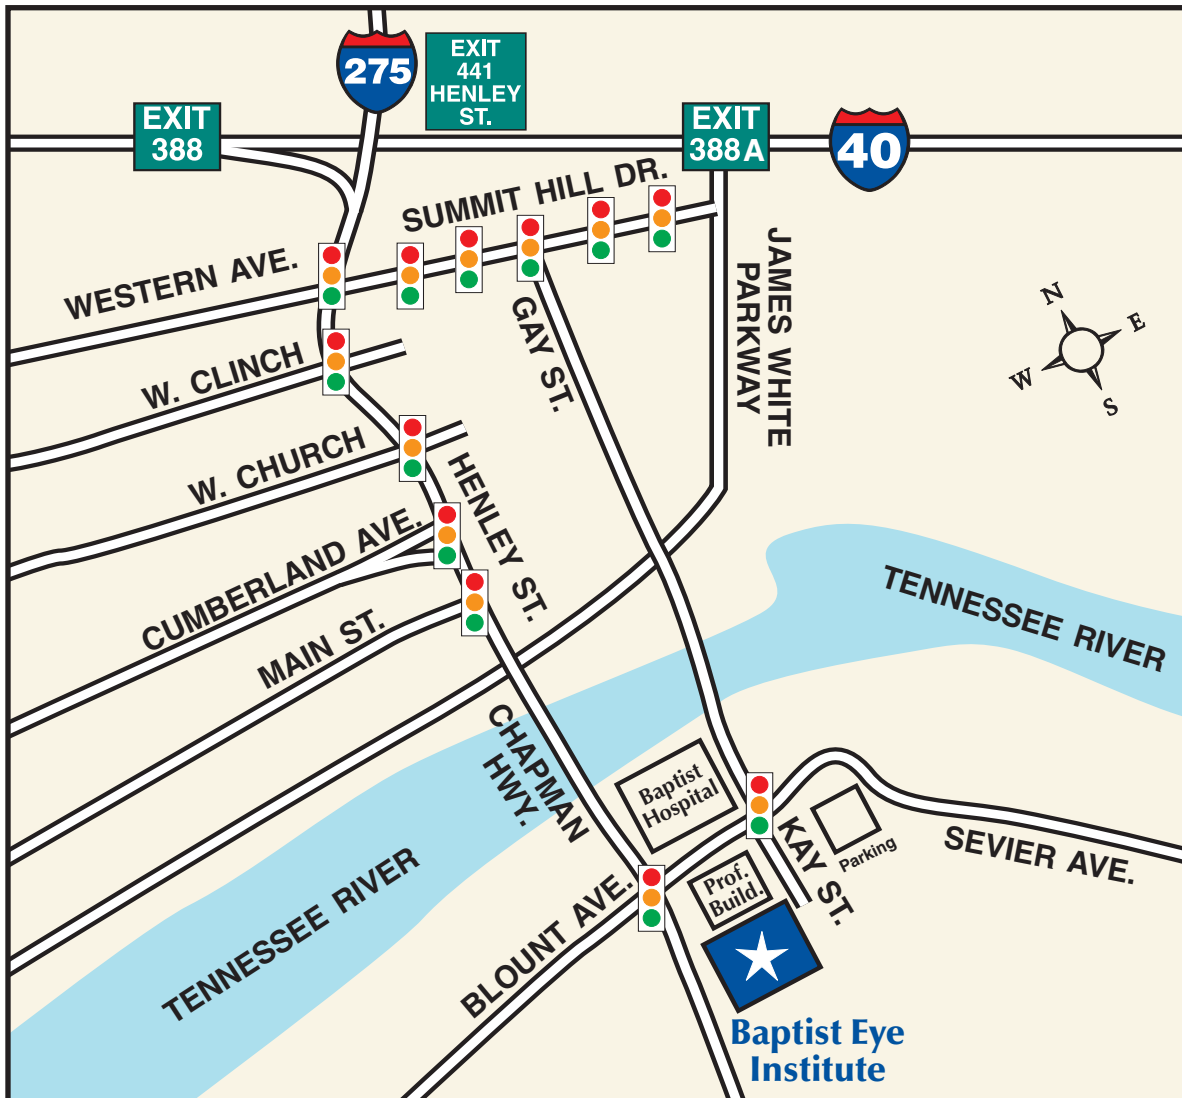 275
EXIT
441
HENLEY
ST.
EXIT
388
EXIT
388A
40
SUMMIT HILL DR.
WESTERN AVE.
JAMES WHITE
PARKWAY
GAY ST.
N
E
W
S
W. CLINCH
W. CHURCH
HENLEY ST.
CUMBERLAND AVE.
MAIN ST.
TENNESSEE RIVER
CHAPMAN
HWY.
Baptist
Hospital
KAY ST.
Parking
SEVIER AVE.
Prof.
Build.
TENNESSEE RIVER
BLOUNT AVE.
Baptist Eye
Institute